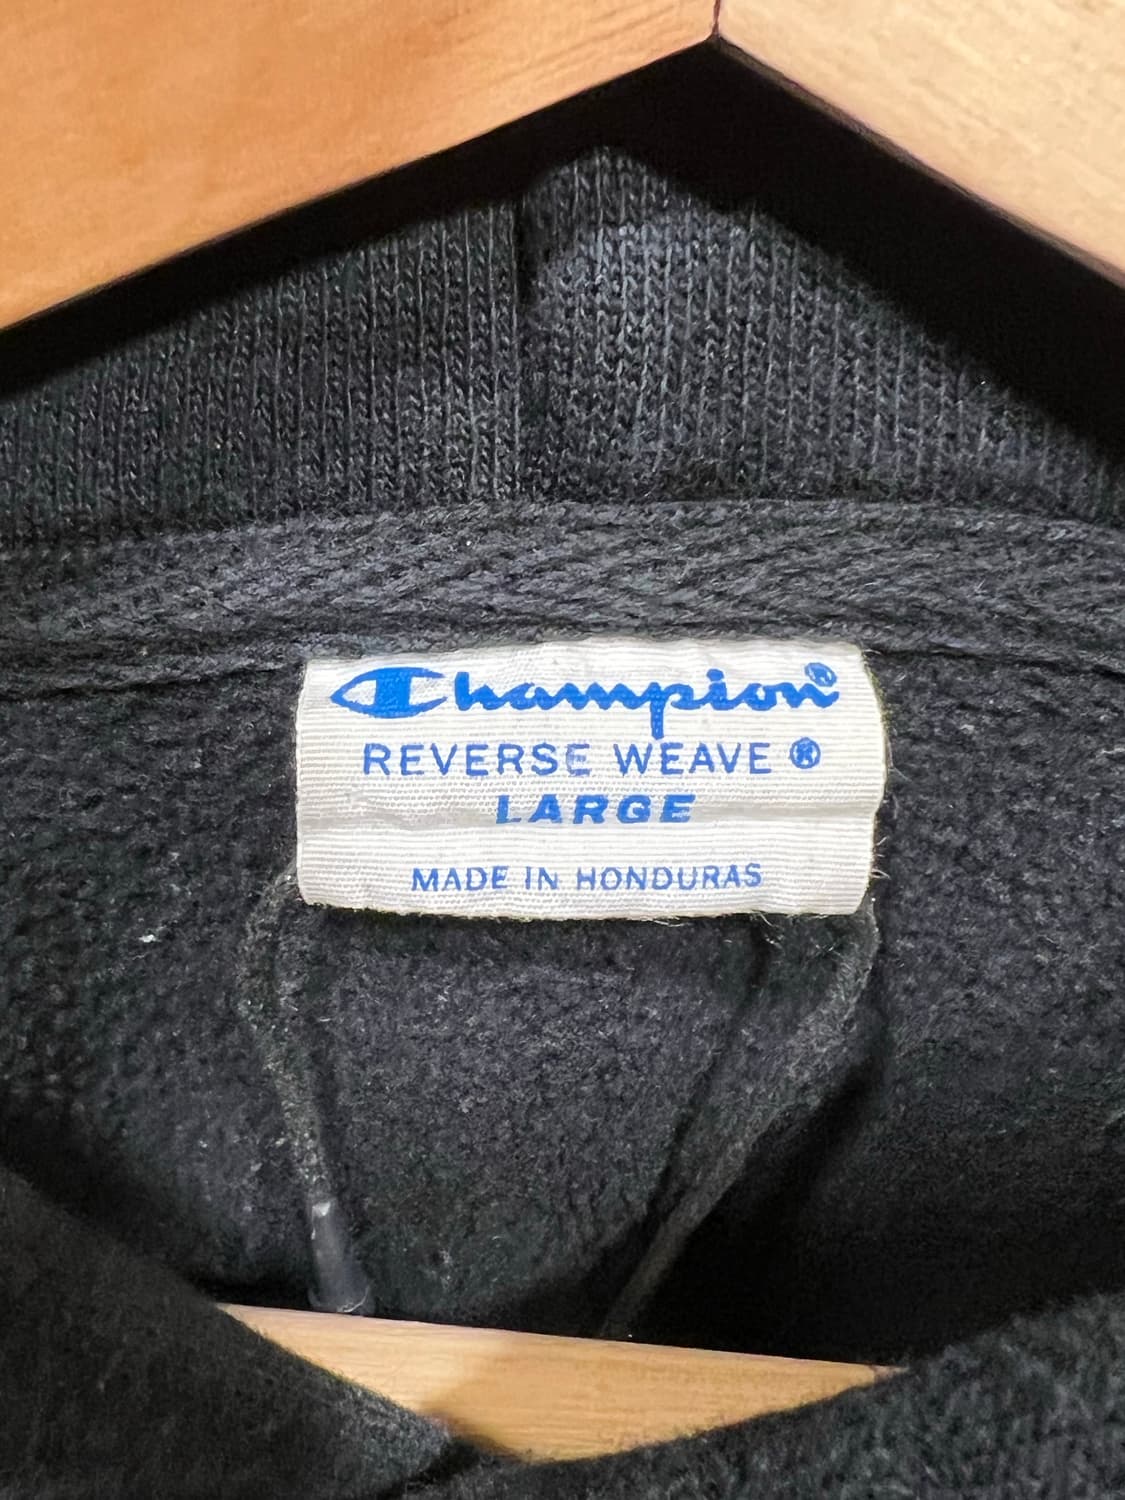 Champion®
REVERSE WEAVE ®
LARGE
MADE IN HONDURAS